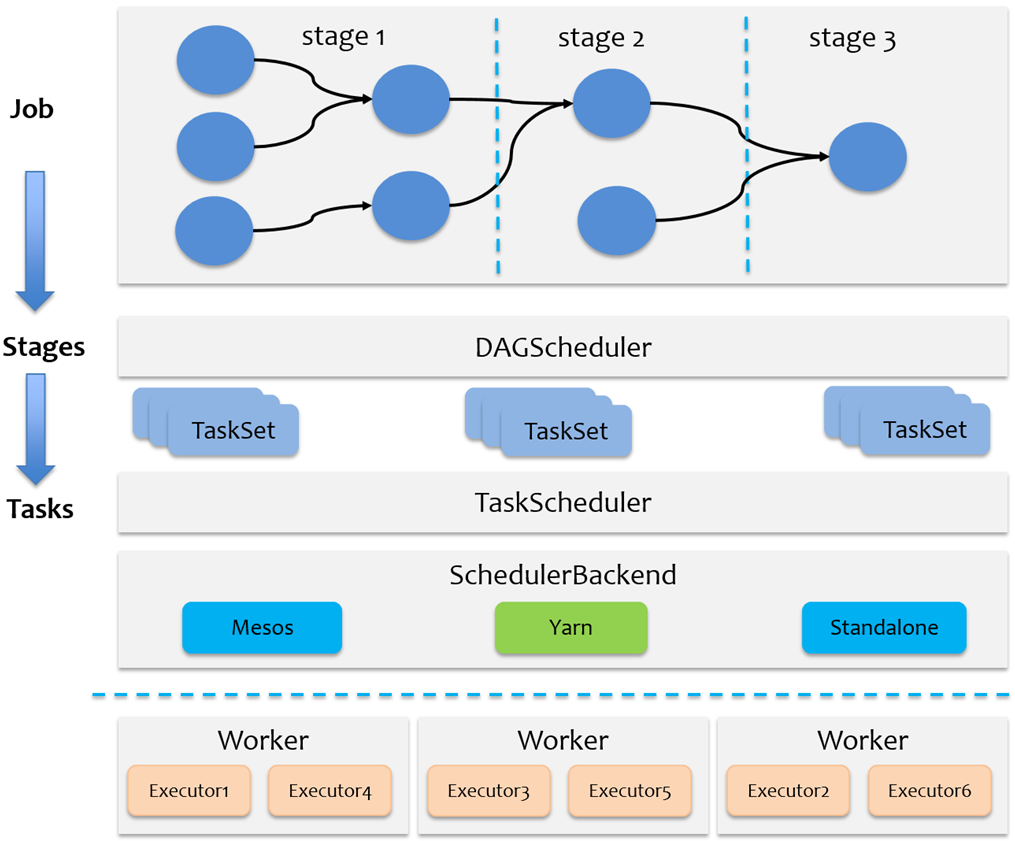 stage 1
stage 2
stage 3
Job
Stages
DAGScheduler
TaskSet
TaskSet
TaskSet
Tasks
TaskScheduler
SchedulerBackend
Mesos
Yarn
Standalone
Worker
Worker
Worker
Executor1
Executor4
Executor3
Executor5
Executor2
Executor6